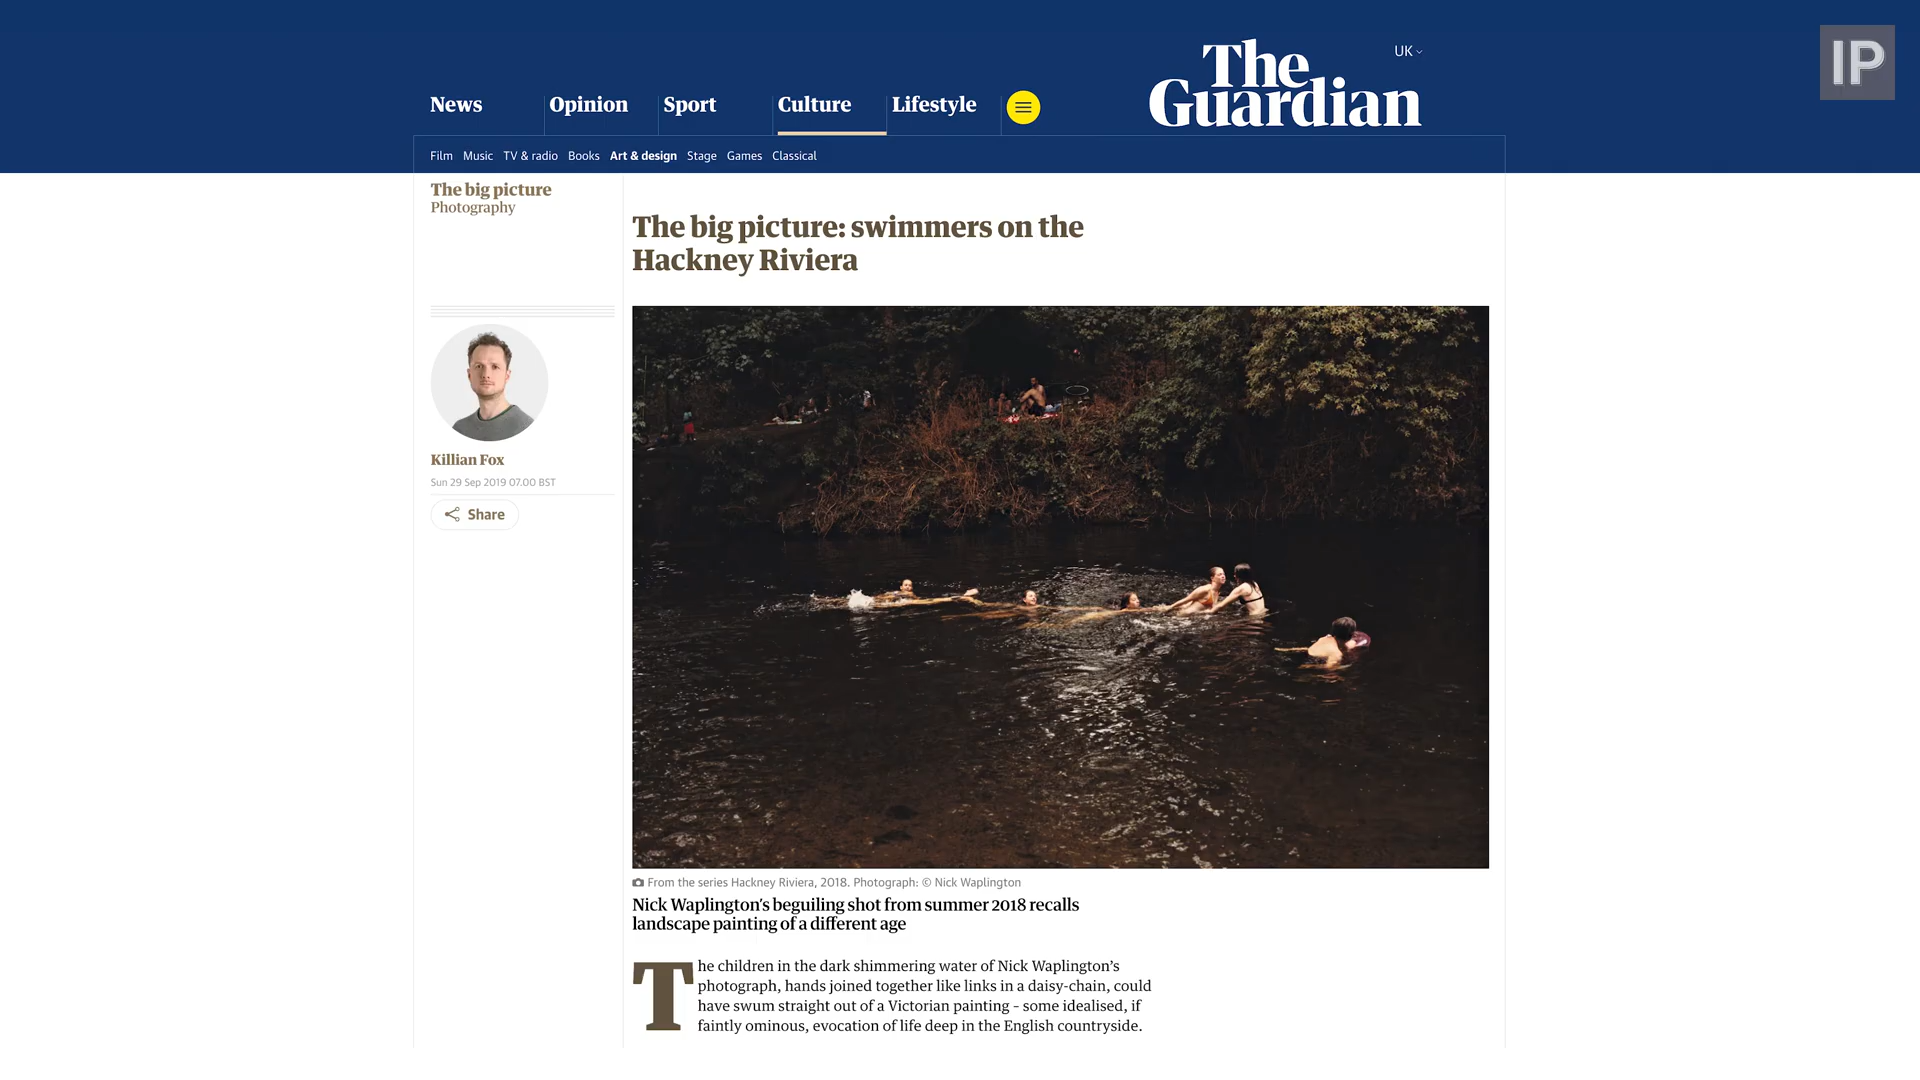 IP
UK
The
Guardian
News
Opinion
Sport
Culture
Lifestyle
Film Music TV & radio Books Art & design Stage Games Classical
The big picture
Photography
The big picture: swimmers on the
Hackney Riviera
Killian Fox
Sun 29 Sep 2019 07.00 BST
Share
From the series Hackney Riviera, 2018. Photograph: © Nick Waplington
Nick Waplington's beguiling shot from summer 2018 recalls
landscape painting of a different age
The children in the dark shimmering water of Nick Waplington's
photograph, hands joined together like links in a daisy-chain, could
have swum straight out of a Victorian painting – some idealised, if
faintly ominous, evocation of life deep in the English countryside.